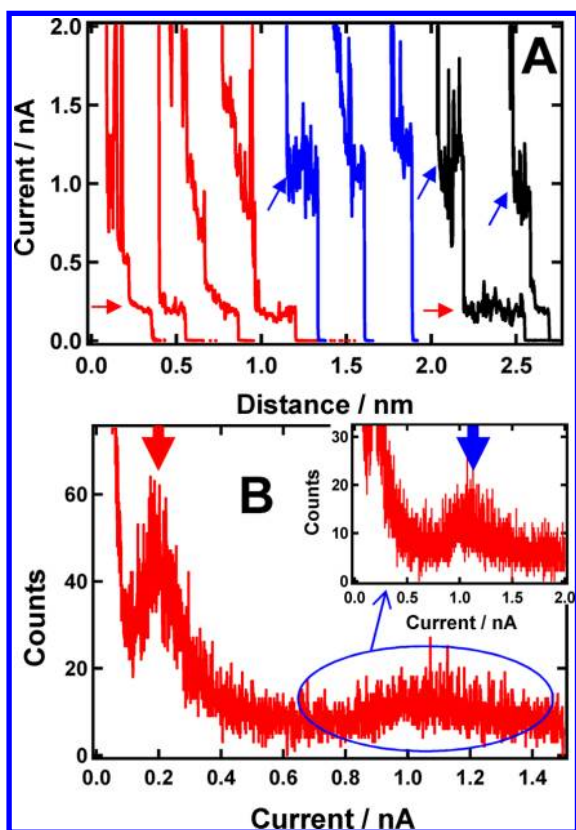 A
2.0
1.5
1.0
0.5
0.0
Current / nA
0.0 0.5 1.0 1.5 2.0 2.5
Distance / nm
B
60
40
20
0
Counts
0.0 0.2 0.4 0.6 0.8 1.0 1.2 1.4
Current / nA
30
20
10
0
Counts
0.0 0.5 1.0 1.5 2.0
Current / nA